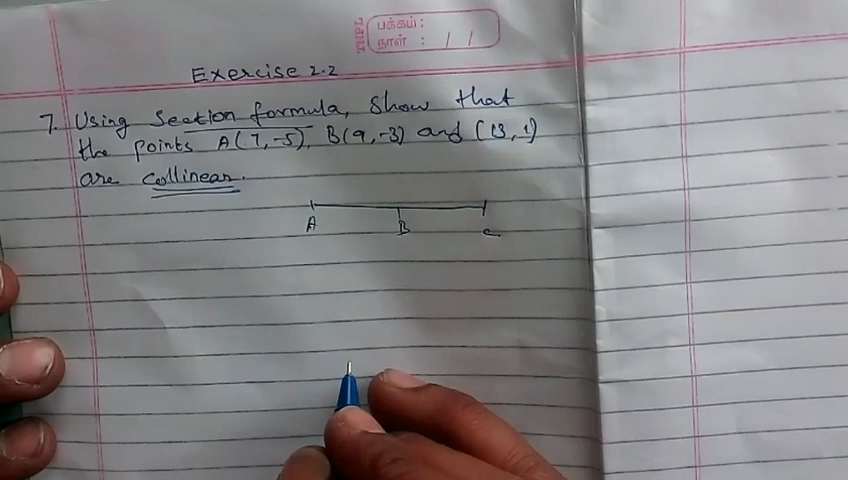 பக்கம்:
நாள் : / /
Exercise 2.2
7. Using Section formula, Show that
the points A(7,-5), B(9,-3) and (13,1)
are collinear.
A B C